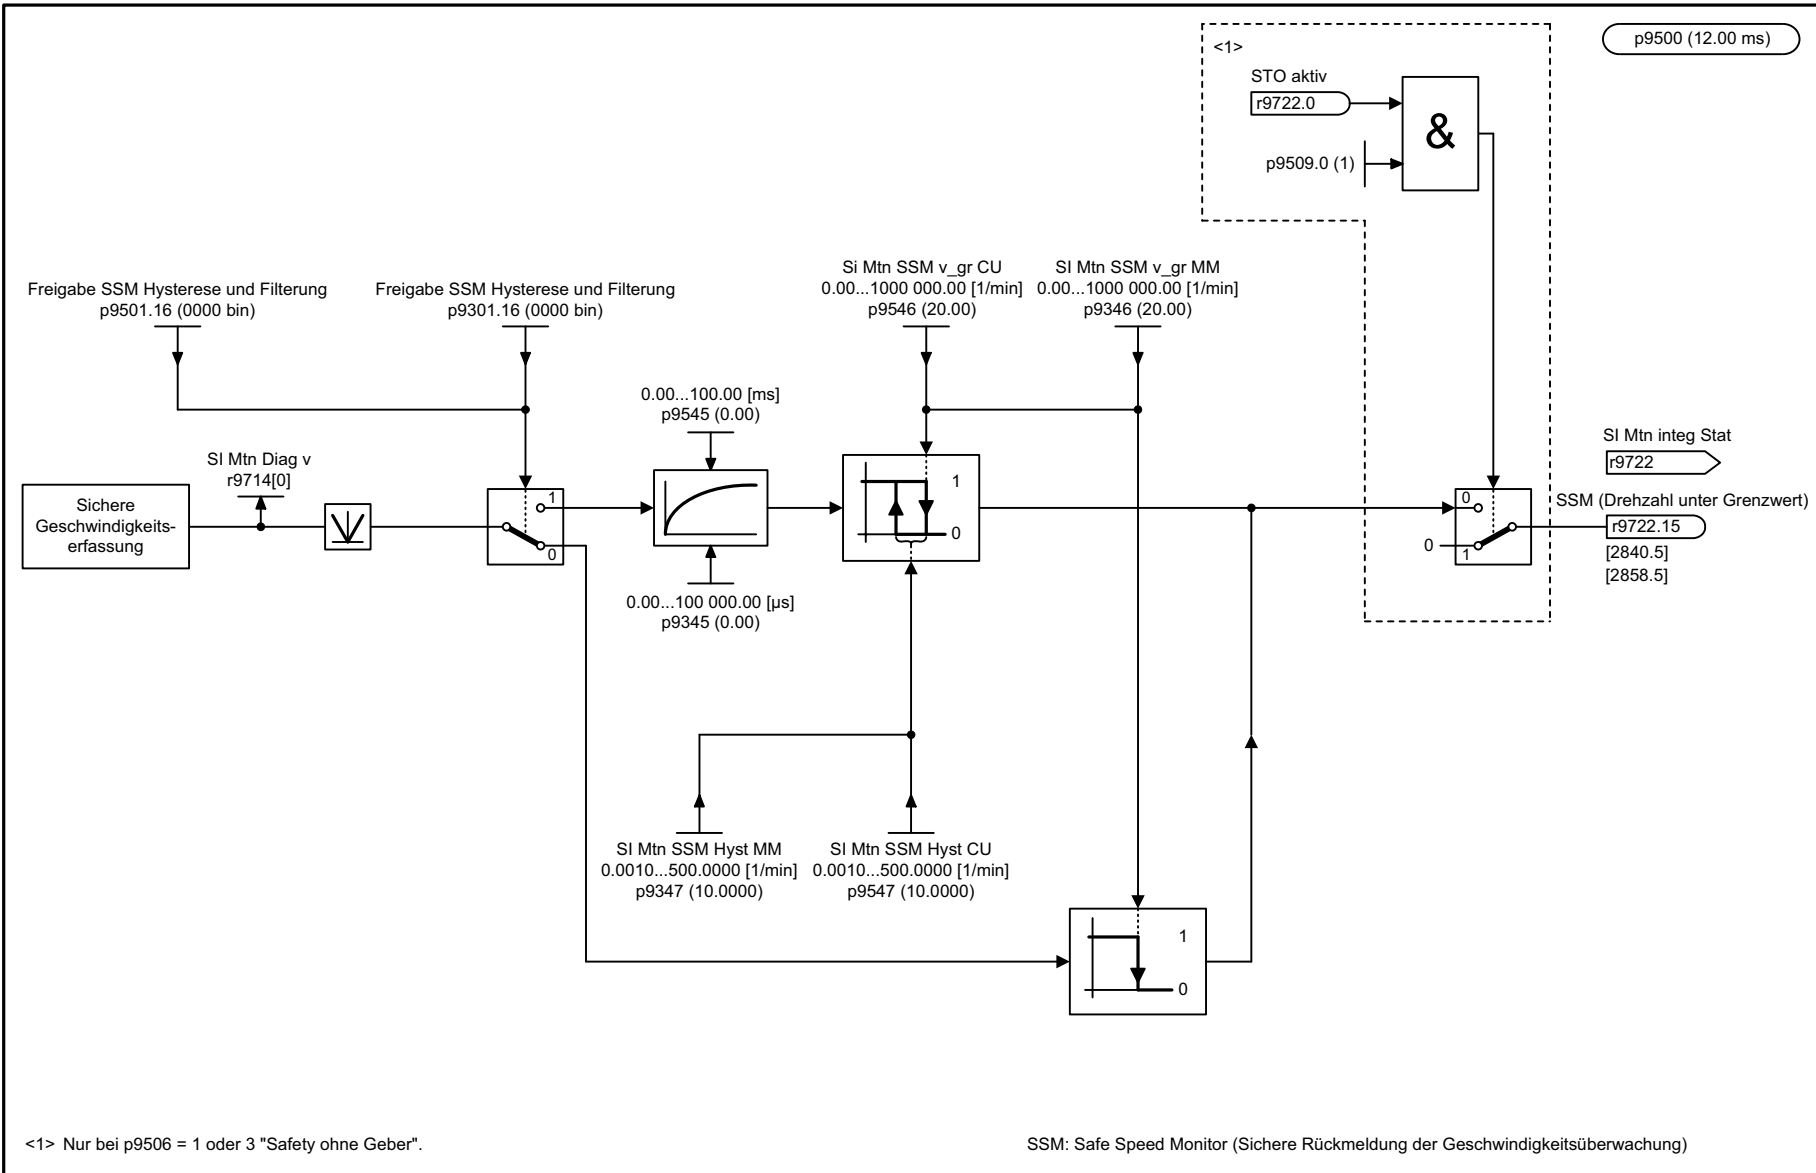 <1>
p9500 (12.00 ms)
STO aktiv
r9722.0
&
p9509.0 (1)
Freigabe SSM Hysterese und Filterung
p9501.16 (0000 bin)
Freigabe SSM Hysterese und Filterung
p9301.16 (0000 bin)
Si Mtn SSM v_gr CU
0.00...1000 000.00 [1/min]
p9546 (20.00)
SI Mtn SSM v_gr MM
0.00...1000 000.00 [1/min]
p9346 (20.00)
0.00...100.00 [ms]
p9545 (0.00)
SI Mtn Diag v
r9714[0]
Sichere
Geschwindigkeits-
erfassung
1
0
1
0
0.00...100 000.00 [µs]
p9345 (0.00)
0
0
1
SI Mtn integ Stat
r9722
SSM (Drehzahl unter Grenzwert)
r9722.15
[2840.5]
[2858.5]
SI Mtn SSM Hyst MM
0.0010...500.0000 [1/min]
p9347 (10.0000)
SI Mtn SSM Hyst CU
0.0010...500.0000 [1/min]
p9547 (10.0000)
1
0
<1> Nur bei p9506 = 1 oder 3 "Safety ohne Geber".
SSM: Safe Speed Monitor (Sichere Rückmeldung der Geschwindigkeitsüberwachung)